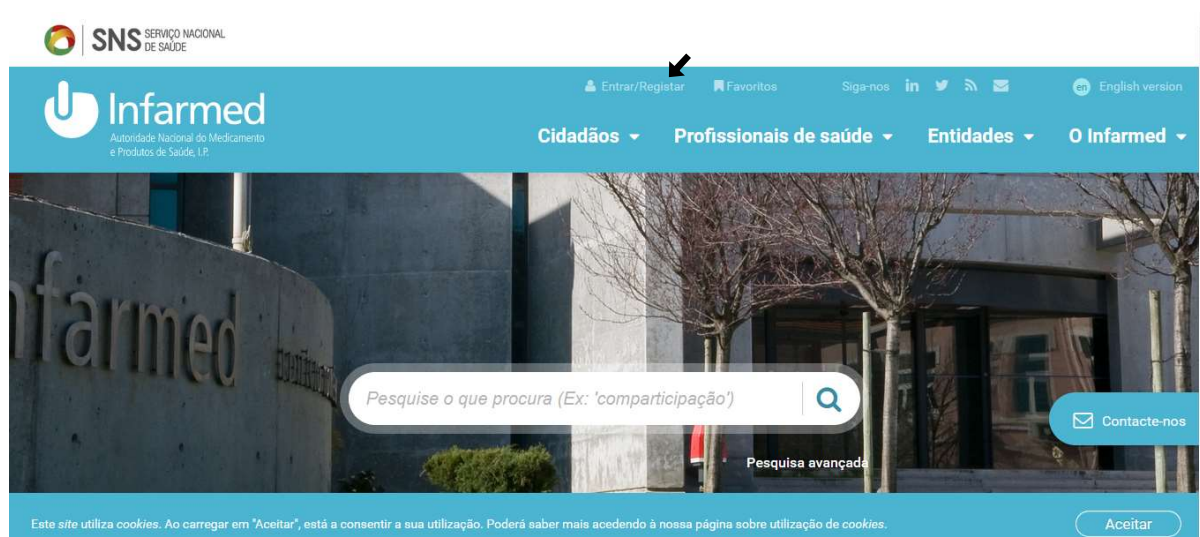 SNS SERVIÇO NACIONAL
DE SAÚDE
Entrar/Registar Favoritos Siga-nos in en English version
Infarmed
Autoridade Nacional do Medicamento
e Produtos de Saúde, I.P.
Cidadãos Profissionais de saúde Entidades O Infarmed
nfarmed
Pesquise o que procura (Ex: 'comparticipação')
Contacte-nos
Pesquisa avançada
Este site utiliza cookies. Ao carregar em "Aceitar", está a consentir a sua utilização. Poderá saber mais acedendo à nossa página sobre utilização de cookies.
Aceitar